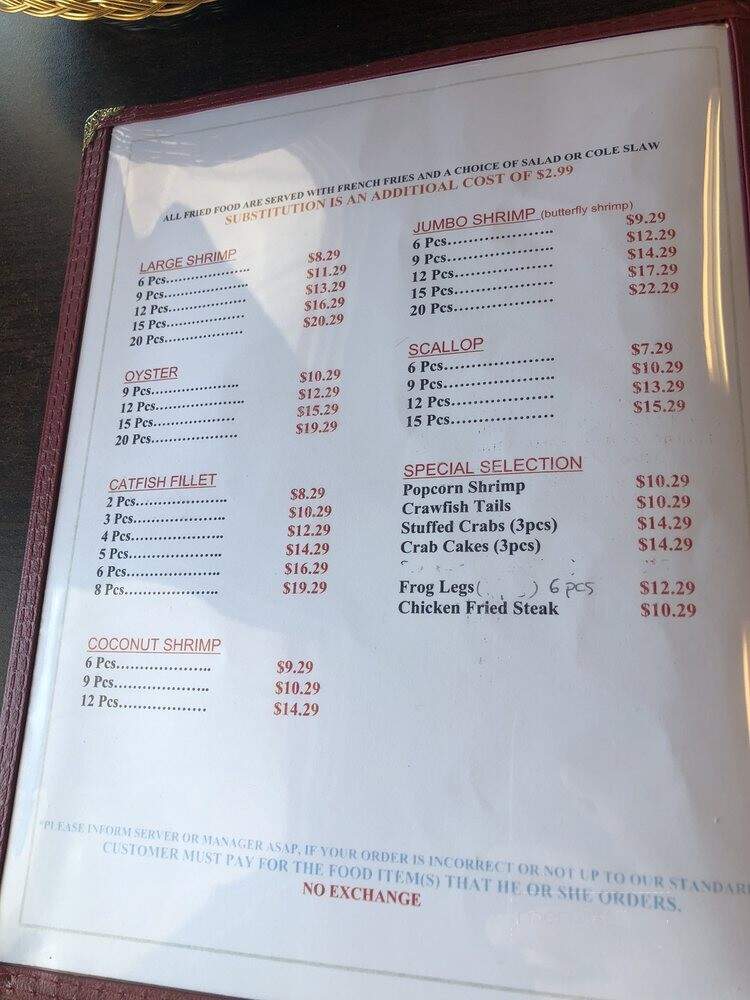 ALL FRIED FOOD ARE SERVED WITH FRENCH FRIES AND A CHOICE OF SALAD OR COLE SLAW
SUBSTITUTION IS AN ADDITIOAL COST OF $2.99
LARGE SHRIMP
6 Pcs.................... $8.29
9 Pcs.................... $11.29
12 Pcs.................. $13.29
15 Pcs.................. $16.29
20 Pcs.................. $20.29
OYSTER
9 Pcs.................... $10.29
12 Pcs.................. $12.29
15 Pcs.................. $15.29
20 Pcs.................. $19.29
CATFISH FILLET
2 Pcs.................... $8.29
3 Pcs.................... $10.29
4 Pcs.................... $12.29
5 Pcs.................... $14.29
6 Pcs.................... $16.29
8 Pcs.................... $19.29
COCONUT SHRIMP
6 Pcs.................... $9.29
9 Pcs.................... $10.29
12 Pcs.................. $14.29
JUMBO SHRIMP (butterfly shrimp)
6 Pcs.................... $9.29
9 Pcs.................... $12.29
12 Pcs.................. $14.29
15 Pcs.................. $17.29
20 Pcs.................. $22.29
SCALLOP
6 Pcs.................... $7.29
9 Pcs.................... $10.29
12 Pcs.................. $13.29
15 Pcs.................. $15.29
SPECIAL SELECTION
Popcorn Shrimp $10.29
Crawfish Tails $10.29
Stuffed Crabs (3pcs) $14.29
Crab Cakes (3pcs) $14.29
Frog Legs( ) 6 pcs $12.29
Chicken Fried Steak $10.29
*PLEASE INFORM SERVER OR MANAGER ASAP, IF YOUR ORDER IS INCORRECT OR NOT UP TO OUR STANDAR
CUSTOMER MUST PAY FOR THE FOOD ITEM(S) THAT HE OR SHE ORDERS.
NO EXCHANGE